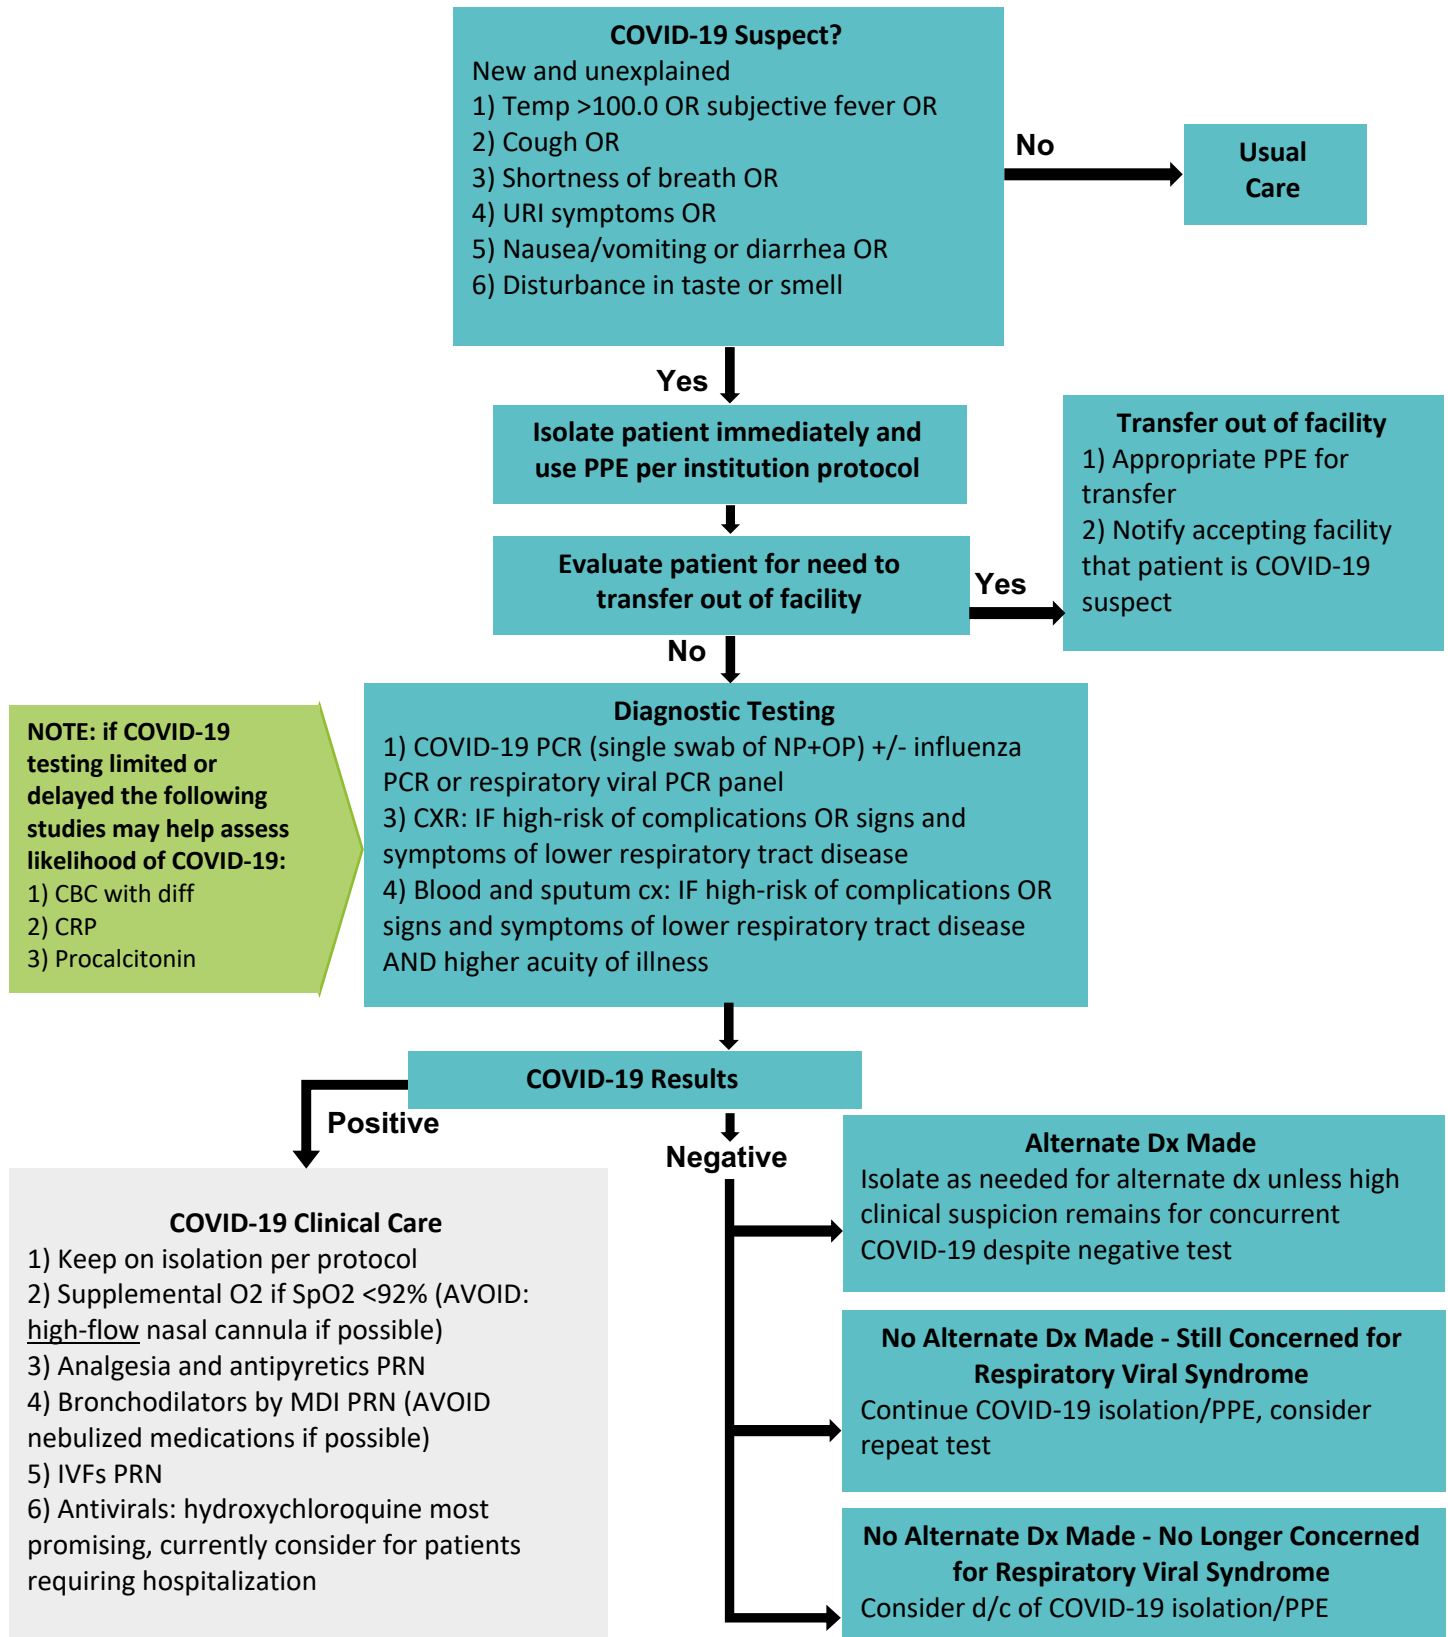 COVID-19 Suspect?
New and unexplained
1) Temp >100.0 OR subjective fever OR
2) Cough OR
3) Shortness of breath OR
4) URI symptoms OR
5) Nausea/vomiting or diarrhea OR
6) Disturbance in taste or smell
No
Usual
Care
Yes
Isolate patient immediately and
use PPE per institution protocol
Evaluate patient for need to
transfer out of facility
Yes
Transfer out of facility
1) Appropriate PPE for
transfer
2) Notify accepting facility
that patient is COVID-19
suspect
No
NOTE: if COVID-19
testing limited or
delayed the following
studies may help assess
likelihood of COVID-19:
1) CBC with diff
2) CRP
3) Procalcitonin
Diagnostic Testing
1) COVID-19 PCR (single swab of NP+OP) +/- influenza
PCR or respiratory viral PCR panel
3) CXR: IF high-risk of complications OR signs and
symptoms of lower respiratory tract disease
4) Blood and sputum cx: IF high-risk of complications OR
signs and symptoms of lower respiratory tract disease
AND higher acuity of illness
COVID-19 Results
Positive
Negative
COVID-19 Clinical Care
1) Keep on isolation per protocol
2) Supplemental O2 if SpO2 <92% (AVOID:
high-flow nasal cannula if possible)
3) Analgesia and antipyretics PRN
4) Bronchodilators by MDI PRN (AVOID
nebulized medications if possible)
5) IVFs PRN
6) Antivirals: hydroxychloroquine most
promising, currently consider for patients
requiring hospitalization
Alternate Dx Made
Isolate as needed for alternate dx unless high
clinical suspicion remains for concurrent
COVID-19 despite negative test
No Alternate Dx Made - Still Concerned for
Respiratory Viral Syndrome
Continue COVID-19 isolation/PPE, consider
repeat test
No Alternate Dx Made - No Longer Concerned
for Respiratory Viral Syndrome
Consider d/c of COVID-19 isolation/PPE